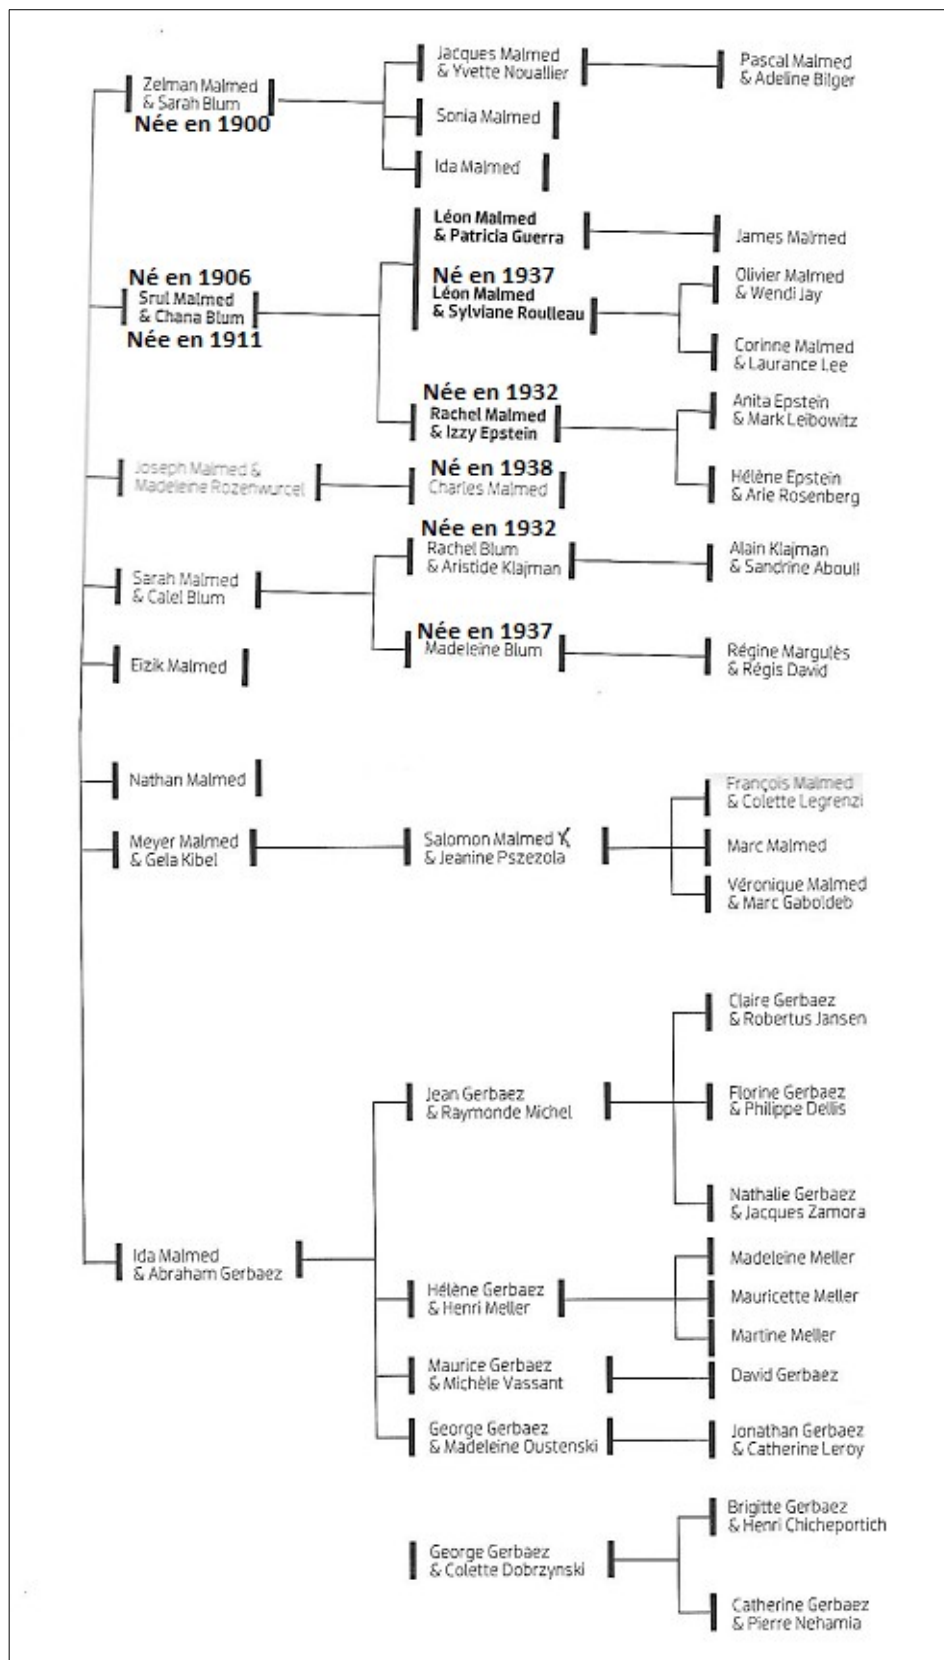 Zelman Malmed
& Sarah Blum
Née en 1900
Jacques Malmed
& Yvette Nouallier
Pascal Malmed
& Adeline Bilger
Sonia Malmed
Ida Malmed
Né en 1906
Srul Malmed
& Chana Blum
Née en 1911
Léon Malmed
& Patricia Guerra
James Malmed
Né en 1937
Léon Malmed
& Sylviane Roulleau
Olivier Malmed
& Wendi Jay
Corinne Malmed
& Laurance Lee
Née en 1932
Rachel Malmed
& Izzy Epstein
Anita Epstein
& Mark Leibowitz
Hélène Epstein
& Arie Rosenberg
Joseph Malmed &
Madeleine Rozenwurcel
Né en 1938
Charles Malmed
Sarah Malmed
& Calel Blum
Née en 1932
Rachel Blum
& Aristide Klajman
Alain Klajman
& Sandrine Abouli
Née en 1937
Madeleine Blum
Régine Margulès
& Régis David
Eizik Malmed
Nathan Malmed
Meyer Malmed
& Gela Kibel
Salomon Malmed
& Jeanine Pszezola
François Malmed
& Colette Legrenzi
Marc Malmed
Véronique Malmed
& Marc Gaboldeb
Ida Malmed
& Abraham Gerbaez
Jean Gerbaez
& Raymonde Michel
Claire Gerbaez
& Robertus Jansen
Florine Gerbaez
& Philippe Dellis
Nathalie Gerbaez
& Jacques Zamora
Hélène Gerbaez
& Henri Meller
Madeleine Meller
Mauricette Meller
Martine Meller
Maurice Gerbaez
& Michèle Vassant
David Gerbaez
George Gerbaez
& Madeleine Oustenski
Jonathan Gerbaez
& Catherine Leroy
George Gerbaez
& Colette Dobrzynski
Brigitte Gerbaez
& Henri Chicheportich
Catherine Gerbaez
& Pierre Nehamia